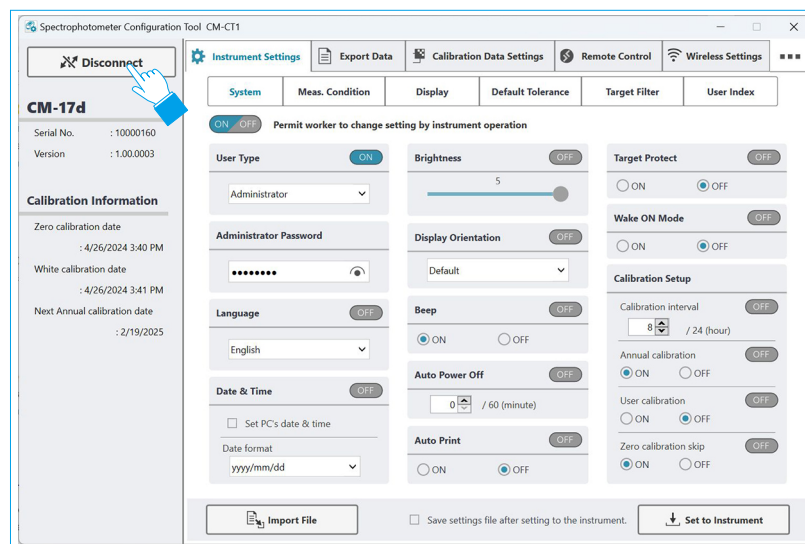 Spectrophotometer Configuration Tool CM-CT1
Disconnect
CM-17d
Serial No. : 10000160
Version : 1.00.0003
Calibration Information
Zero calibration date
: 4/26/2024 3:40 PM
White calibration date
: 4/26/2024 3:41 PM
Next Annual calibration date
: 2/19/2025
Instrument Settings
Export Data
Calibration Data Settings
Remote Control
Wireless Settings
System
Meas. Condition
Display
Default Tolerance
Target Filter
User Index
ON OFF Permit worker to change setting by instrument operation
User Type ON
Administrator
Administrator Password
Language OFF
English
Date & Time OFF
Set PC's date & time
Date format
yyyy/mm/dd
Brightness OFF
5
Display Orientation OFF
Default
Beep OFF
ON OFF
Auto Power Off OFF
0 / 60 (minute)
Auto Print OFF
ON OFF
Target Protect OFF
ON OFF
Wake ON Mode OFF
ON OFF
Calibration Setup
Calibration interval OFF
8 / 24 (hour)
Annual calibration OFF
ON OFF
User calibration OFF
ON OFF
Zero calibration skip OFF
ON OFF
Import File
Save settings file after setting to the instrument.
Set to Instrument